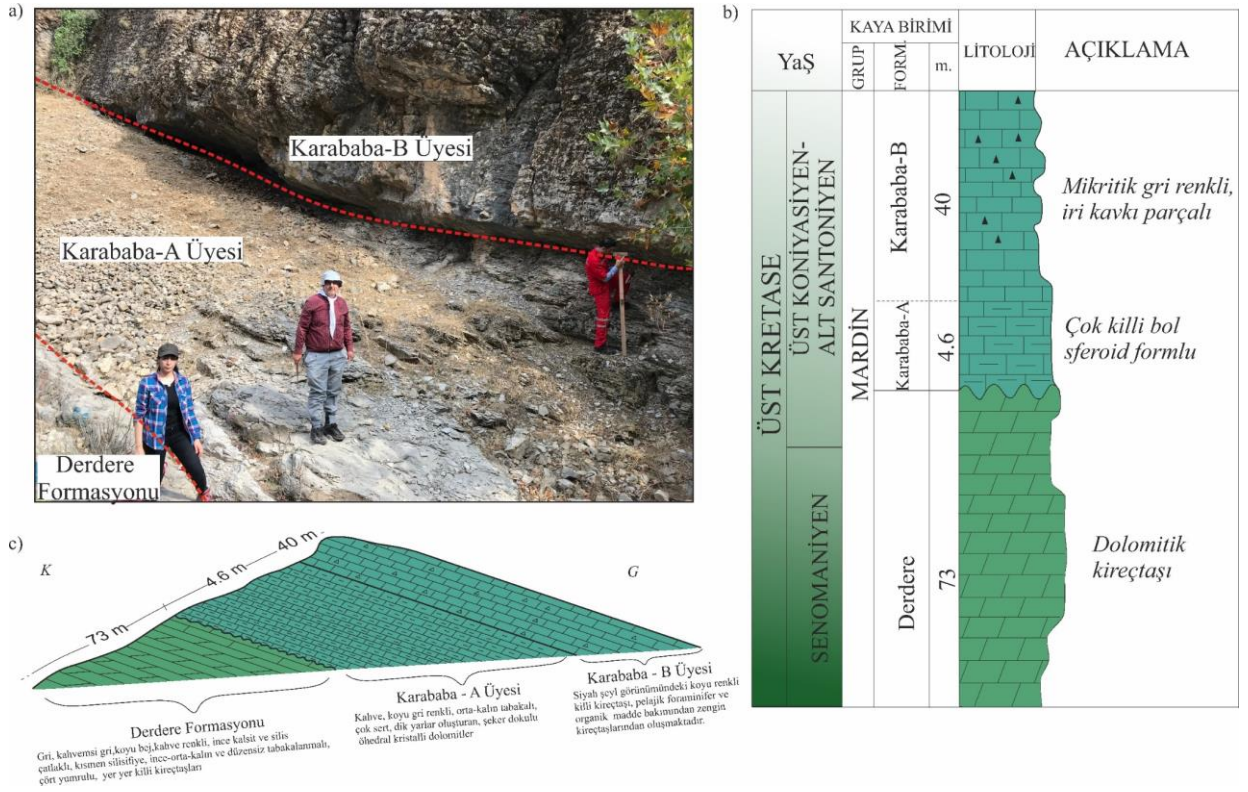 a)
Karababa-B Üyesi
Karababa-A Üyesi
Derdere
Formasyonu
b)
YaŞ
KAYA BİRİMİ
GRUP
FORM.
m.
LİTOLOJİ
AÇIKLAMA
ÜST KRETASE
ÜST KONİYASİYEN-
ALT SANTONİYEN
SENOMANİYEN
MARDİN
Karababa-B
40
Mikritik gri renkli,
iri kavkı parçalı
Karababa-A
4.6
Çok killi bol
sferoid formlu
Derdere
73
Dolomitik
kireçtaşı
c)
K
73 m
4.6 m
40 m
G
Derdere Formasyonu
Gri, kahvemsi gri,koyu bej,kahve renkli, ince kalsit ve silis
çatlaklı, kısmen silisifiye, ince-orta-kalın ve düzensiz tabakalanmalı,
çört yumrulu, yer yer killi kireçtaşları
Karababa - A Üyesi
Kahve, koyu gri renkli, orta-kalın tabakalı,
çok sert, dik yarlar oluşturan, şeker dokulu
öhedral kristalli dolomitler
Karababa - B Üyesi
Siyah şeyl görünümündeki koyu renkli
killi kireçtaşı, pelajik foraminifer ve
organik madde bakımından zengin
kireçtaşlarından oluşmaktadır.